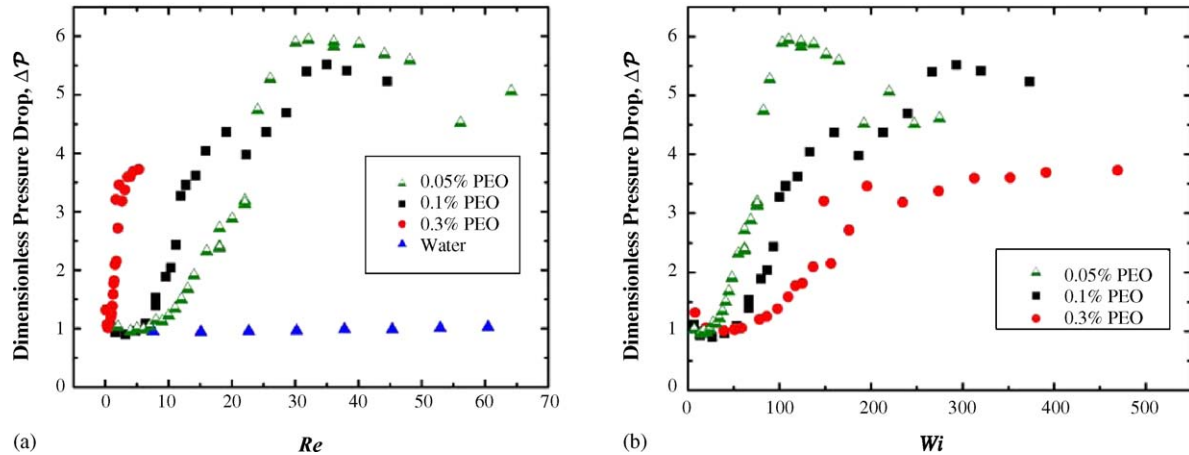 Dimensionless Pressure Drop, ΔP
6
5
4
3
2
1
0
0 10 20 30 40 50 60 70
0.05% PEO
0.1% PEO
0.3% PEO
Water
(a)
Re
Dimensionless Pressure Drop, ΔP
6
5
4
3
2
1
0
0 100 200 300 400 500
0.05% PEO
0.1% PEO
0.3% PEO
(b)
Wi